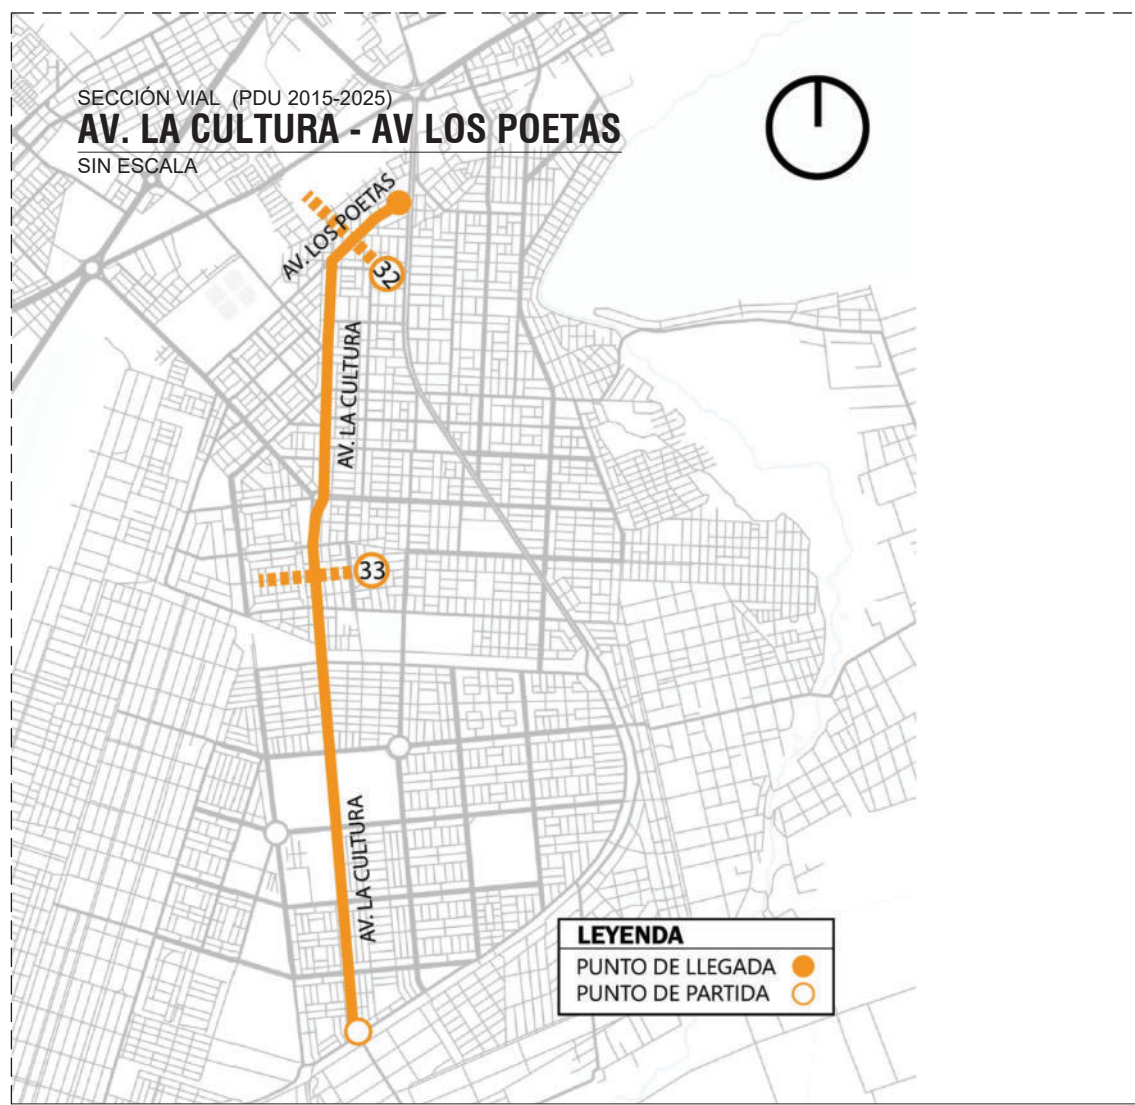 SECCIÓN VIAL (PDU 2015-2025)
AV. LA CULTURA - AV LOS POETAS
SIN ESCALA
AV. LOS POETAS
32
AV. LA CULTURA
33
AV. LA CULTURA
LEYENDA
PUNTO DE LLEGADA
PUNTO DE PARTIDA